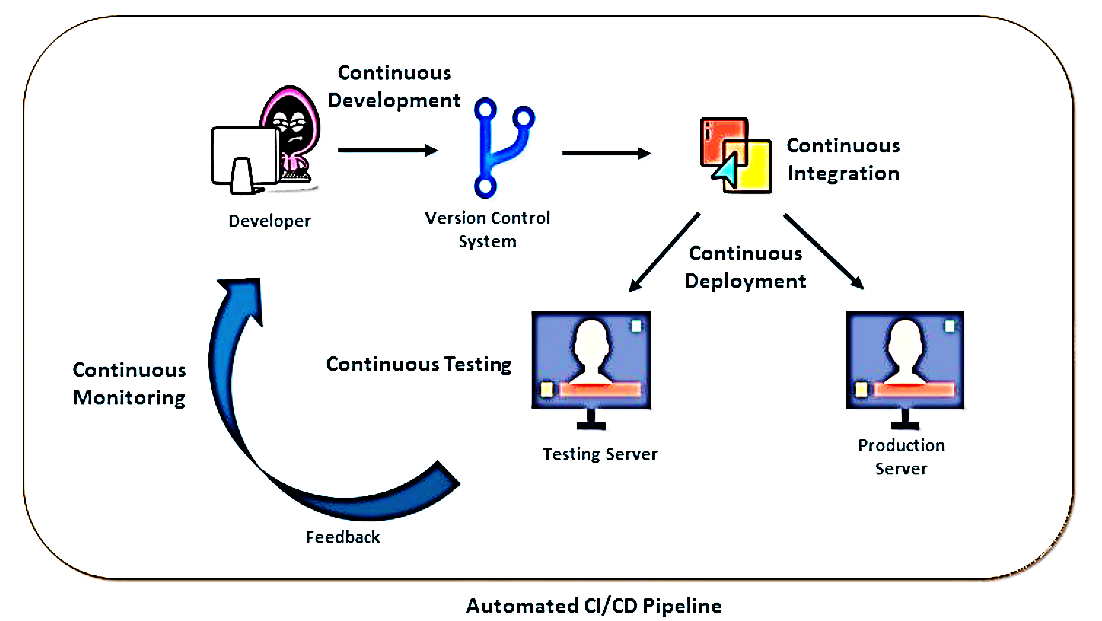 Continuous
Development
Developer
Version Control
System
Continuous
Integration
Continuous
Deployment
Continuous Testing
Testing Server
Production
Server
Continuous
Monitoring
Feedback
Automated CI/CD Pipeline